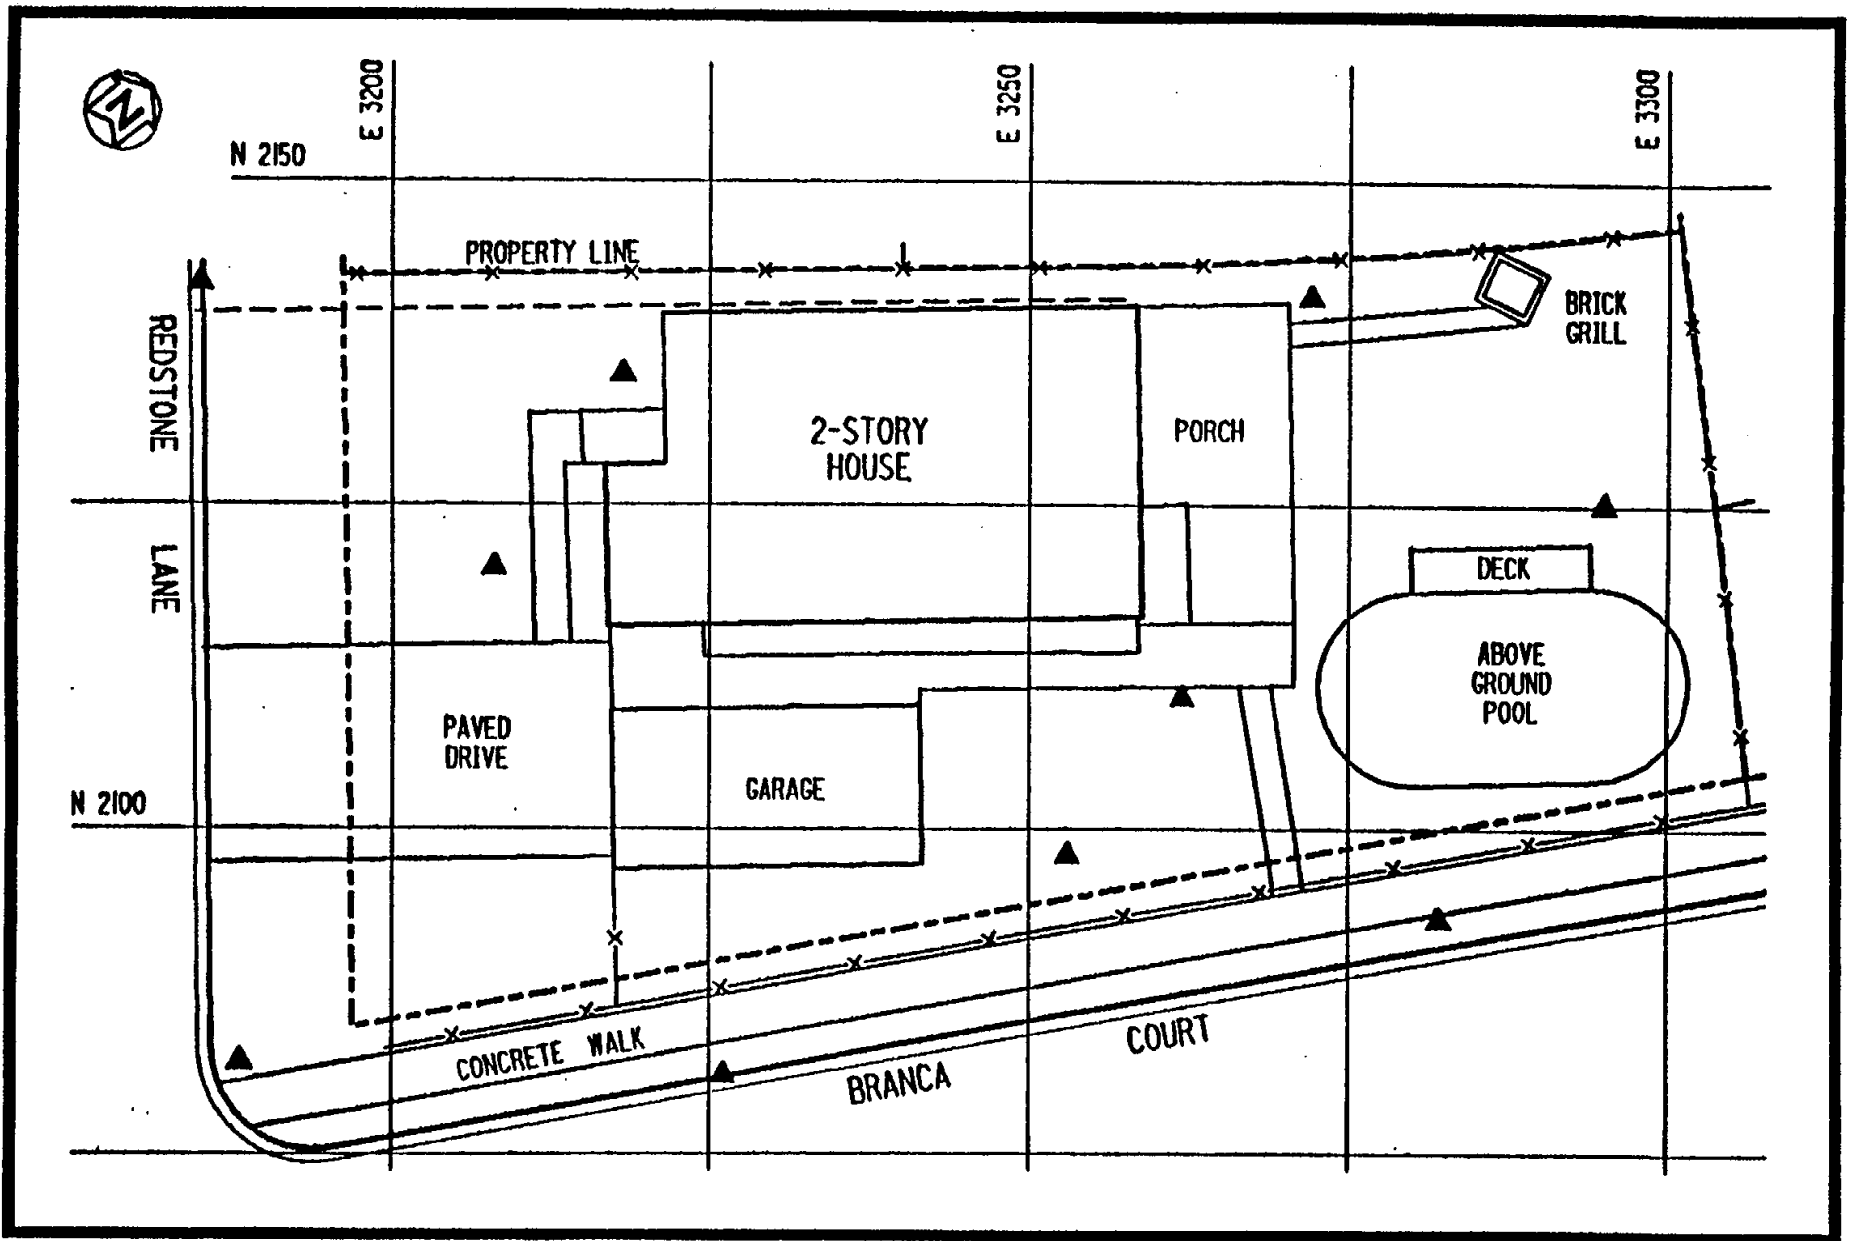 N
E 3200
E 3250
E 3300
N 2150
PROPERTY LINE
BRICK
GRILL
REDSTONE
LANE
2-STORY
HOUSE
PORCH
DECK
ABOVE
GROUND
POOL
PAVED
DRIVE
GARAGE
N 2100
CONCRETE WALK
BRANCA
COURT